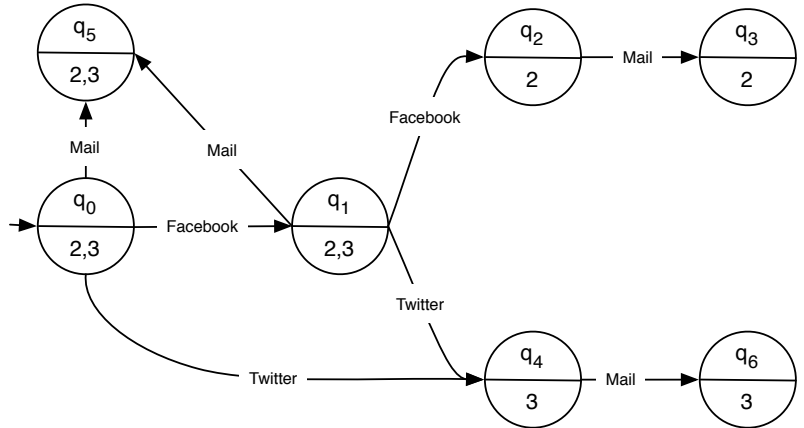 q5
2,3
q2
2
Mail
q3
2
Facebook
Mail
Mail
q0
2,3
Facebook
q1
2,3
Twitter
Twitter
q4
3
Mail
q6
3